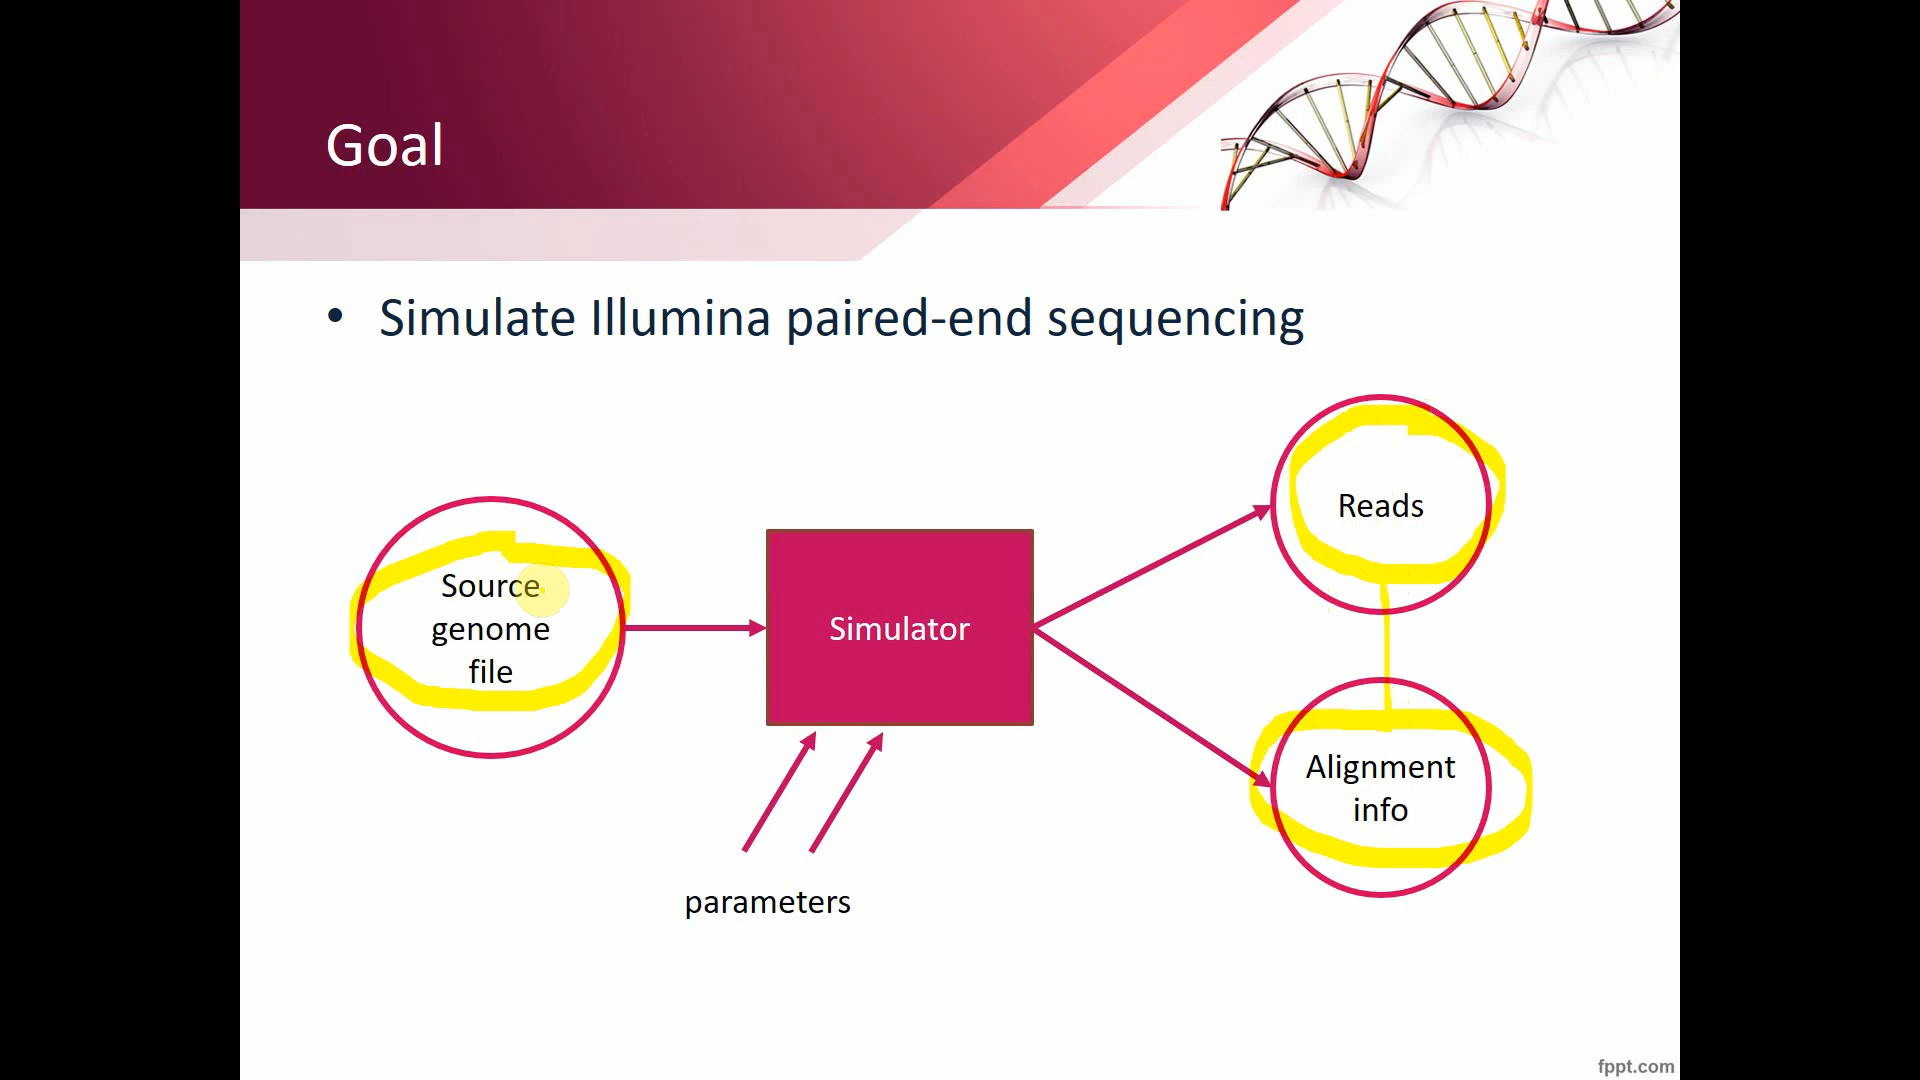 Goal
• Simulate Illumina paired-end sequencing
Source
genome
file
Simulator
Reads
Alignment
info
parameters
fppt.com